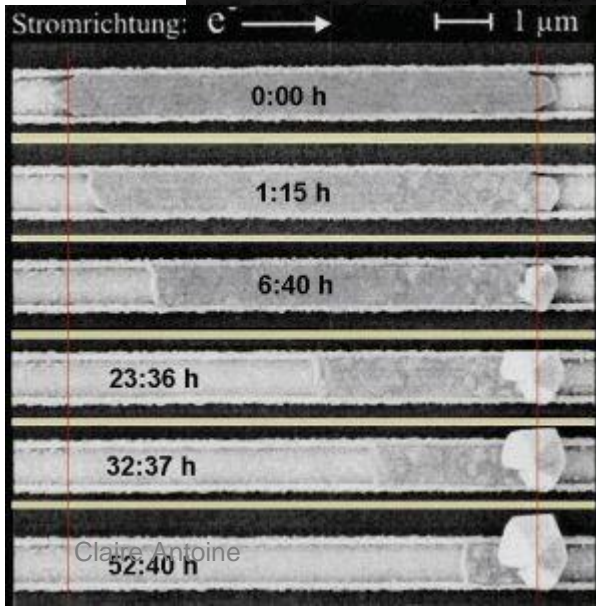 Stromrichtung: e⁻ 1 µm
0:00 h
1:15 h
6:40 h
23:36 h
32:37 h
Claire Antoine
52:40 h